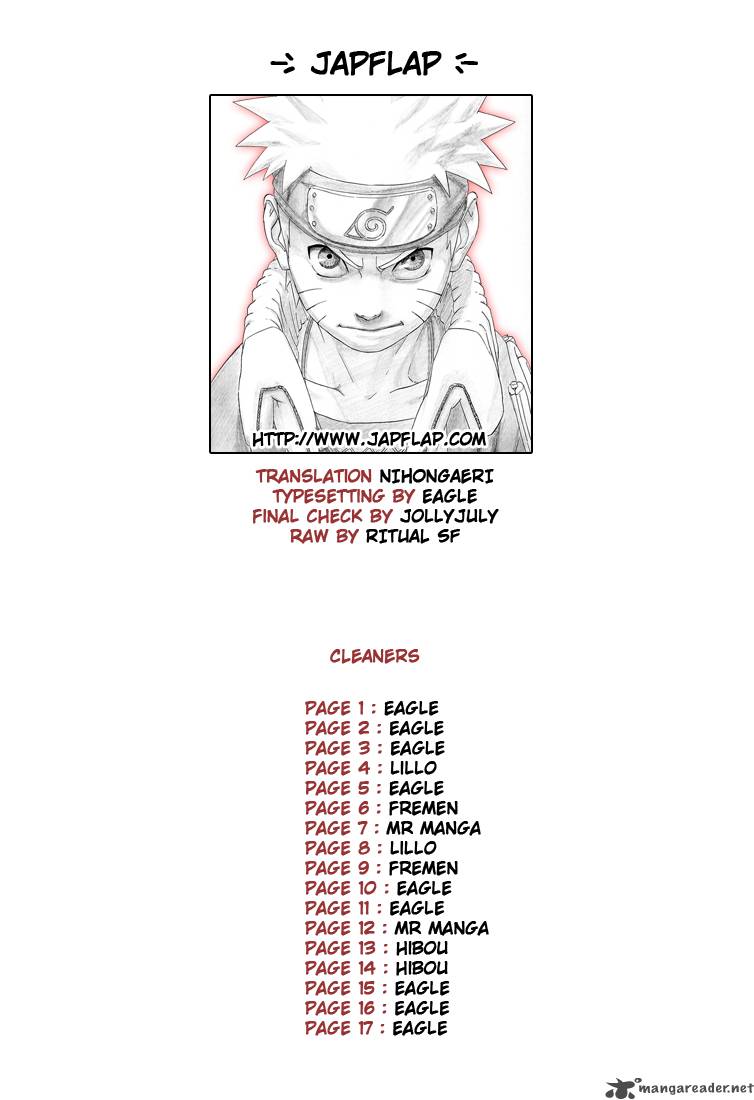 JAPFLAP
HTTP://WWW.JAPFLAP.COM
TRANSLATION NIHONGAERI
TYPESETTING BY EAGLE
FINAL CHECK BY JOLLYJULY
RAW BY RITUAL SF
CLEANERS
PAGE 1 : EAGLE
PAGE 2 : EAGLE
PAGE 3 : EAGLE
PAGE 4 : LILLO
PAGE 5 : EAGLE
PAGE 6 : FREMEN
PAGE 7 : MR MANGA
PAGE 8 : LILLO
PAGE 9 : FREMEN
PAGE 10 : EAGLE
PAGE 11 : EAGLE
PAGE 12 : MR MANGA
PAGE 13 : HIBOU
PAGE 14 : HIBOU
PAGE 15 : EAGLE
PAGE 16 : EAGLE
PAGE 17 : EAGLE
mangareader.net